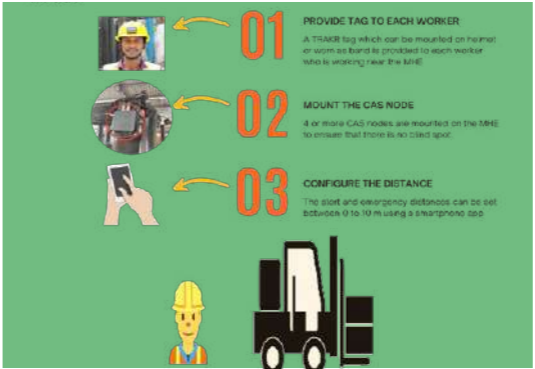 01
PROVIDE TAG TO EACH WORKER
A TRAKR tag which can be mounted on helmet
or worn as band is provided to each worker
who is working near the MHE
02
MOUNT THE CAS NODE
4 or more CAS nodes are mounted on the MHE
to ensure that there is no blind spot
03
CONFIGURE THE DISTANCE
The alert and emergency distances can be set
between 0 to 10 m using a smartphone app